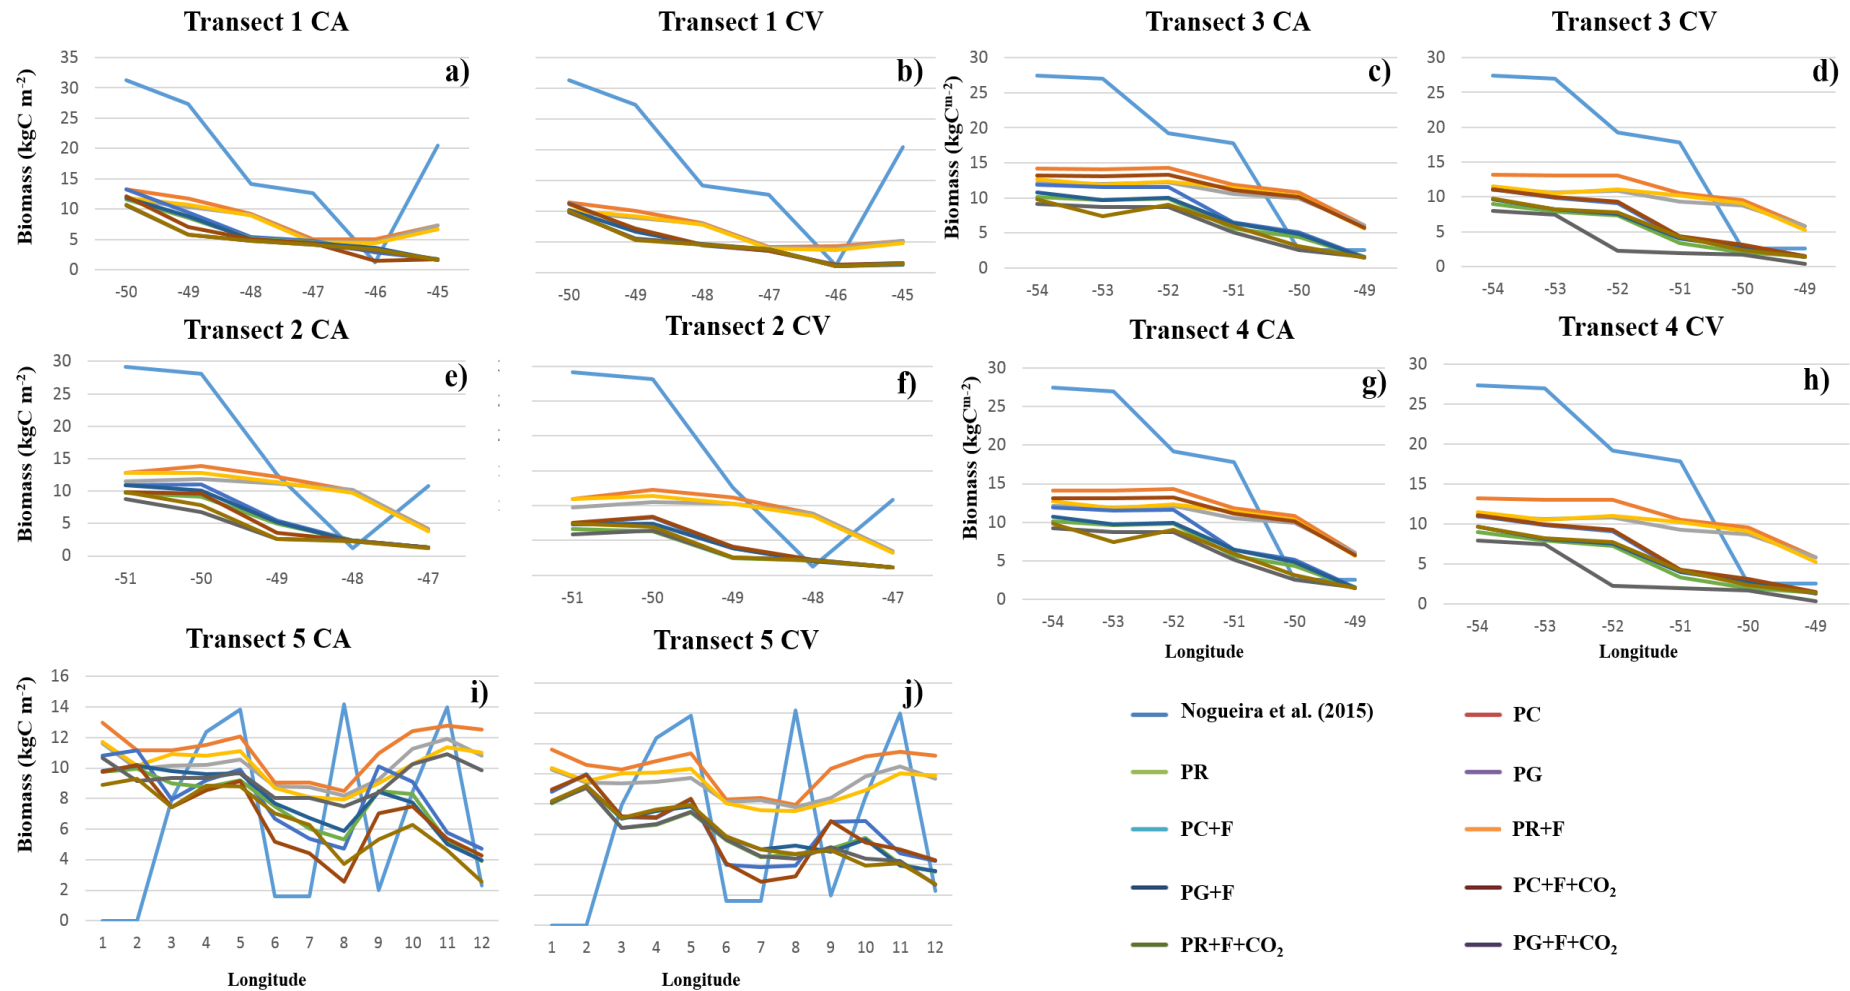 Transect 1 CA
Transect 1 CV
Transect 3 CA
Transect 3 CV
Biomass (kgC m-2)
35
30
25
20
15
10
5
0
a)
-50 -49 -48 -47 -46 -45
b)
-50 -49 -48 -47 -46 -45
Biomass (kgCm-2)
30
25
20
15
10
5
0
c)
-54 -53 -52 -51 -50 -49
30
25
20
15
10
5
0
d)
-54 -53 -52 -51 -50 -49
Transect 2 CA
Transect 2 CV
Transect 4 CA
Transect 4 CV
Biomass (kgC m-2)
30
25
20
15
10
5
0
e)
-51 -50 -49 -48 -47
f)
-51 -50 -49 -48 -47
Biomass (kgCm-2)
30
25
20
15
10
5
0
g)
-54 -53 -52 -51 -50 -49
Longitude
30
25
20
15
10
5
0
h)
-54 -53 -52 -51 -50 -49
Longitude
Transect 5 CA
Transect 5 CV
Biomass (kgC m-2)
16
14
12
10
8
6
4
2
0
i)
1 2 3 4 5 6 7 8 9 10 11 12
Longitude
j)
1 2 3 4 5 6 7 8 9 10 11 12
Longitude
Nogueira et al. (2015)
PC
PR
PG
PC+F
PR+F
PG+F
PC+F+CO2
PR+F+CO2
PG+F+CO2